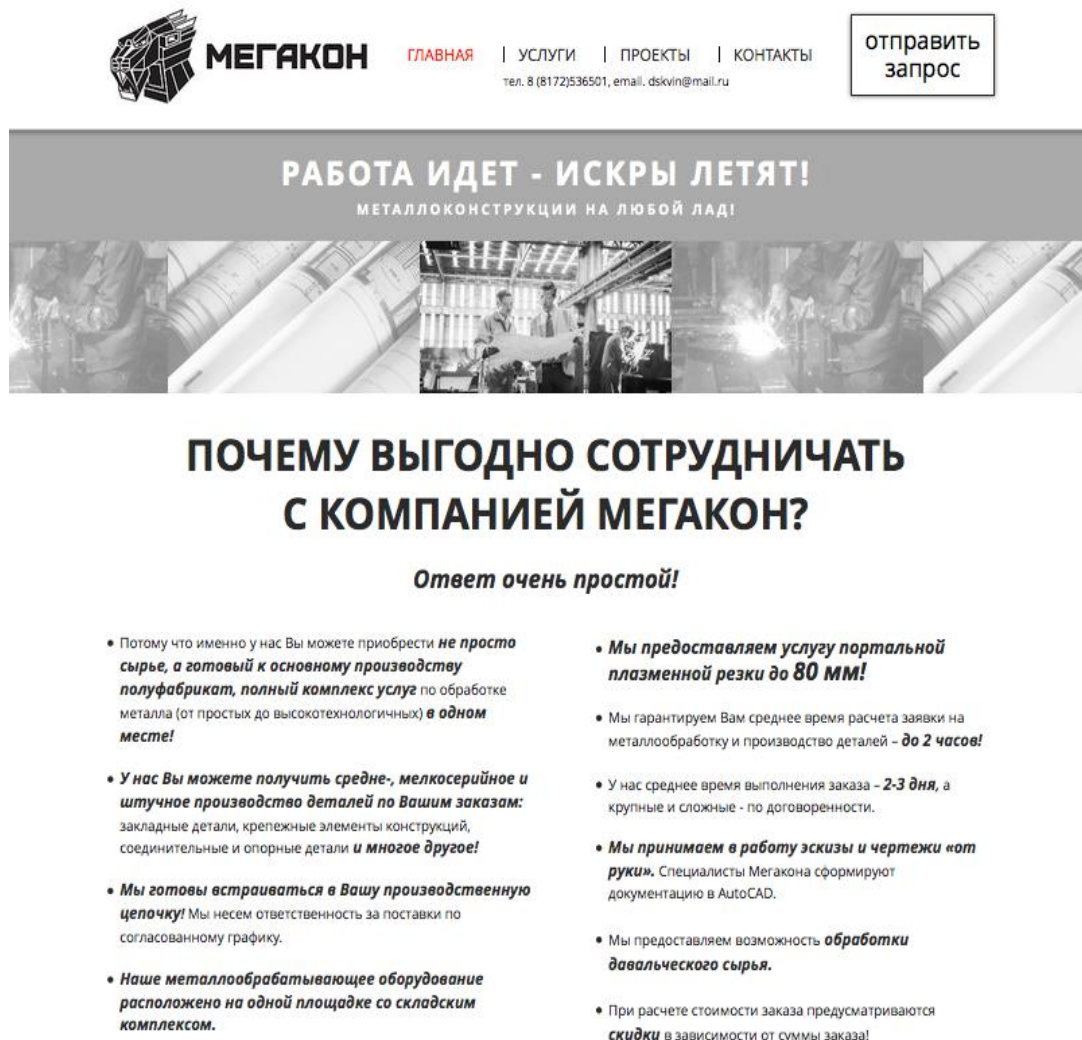 МЕГАКОН
ГЛАВНАЯ | УСЛУГИ | ПРОЕКТЫ | КОНТАКТЫ
тел. 8 (8172)536501, email. dskvin@mail.ru
отправить
запрос
РАБОТА ИДЕТ - ИСКРЫ ЛЕТЯТ!
МЕТАЛЛОКОНСТРУКЦИИ НА ЛЮБОЙ ЛАД!
ПОЧЕМУ ВЫГОДНО СОТРУДНИЧАТЬ
С КОМПАНИЕЙ МЕГАКОН?
Ответ очень простой!
• Потому что именно у нас Вы можете приобрести не просто
сырье, а готовый к основному производству
полуфабрикат, полный комплекс услуг по обработке
металла (от простых до высокотехнологичных) в одном
месте!
• У нас Вы можете получить средне-, мелкосерийное и
штучное производство деталей по Вашим заказам:
закладные детали, крепежные элементы конструкций,
соединительные и опорные детали и многое другое!
• Мы готовы встраиваться в Вашу производственную
цепочку! Мы несем ответственность за поставки по
согласованному графику.
• Наше металлообрабатывающее оборудование
расположено на одной площадке со складским
комплексом.
• Мы предоставляем услугу портальной
плазменной резки до 80 мм!
• Мы гарантируем Вам среднее время расчета заявки на
металлообработку и производство деталей – до 2 часов!
• У нас среднее время выполнения заказа – 2-3 дня, а
крупные и сложные - по договоренности.
• Мы принимаем в работу эскизы и чертежи «от
руки». Специалисты Мегакона сформируют
документацию в AutoCAD.
• Мы предоставляем возможность обработки
давальческого сырья.
• При расчете стоимости заказа предусматриваются
скидки в зависимости от суммы заказа!